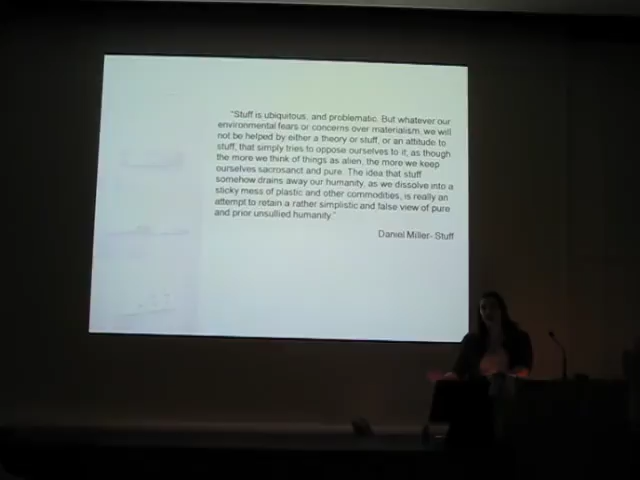 "Stuff is ubiquitous, and problematic. But whatever our
environmental fears or concerns over materialism, we will
not be helped by either a theory or stuff, or an attitude to
stuff, that simply tries to oppose ourselves to it, as though
the more we think of things as alien, the more we keep
ourselves sacrosanct and pure. The idea that stuff
somehow drains away our humanity, as we dissolve into a
sticky mess of plastic and other commodities, is really an
attempt to retain a rather simplistic and false view of pure
and prior unsullied humanity."
Daniel Miller- Stuff